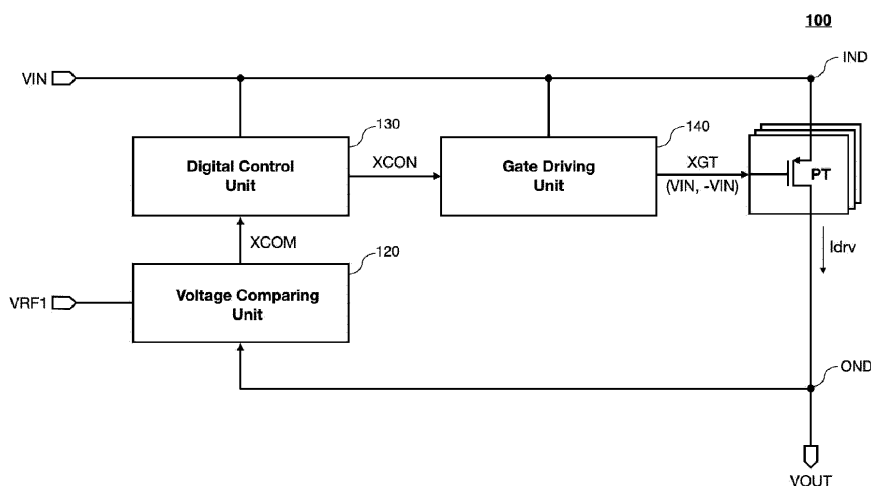 100
IND
VIN
130
140
Digital Control
Unit
XCON
Gate Driving
Unit
XGT
(VIN, -VIN)
PT
XCOM
120
Idrv
VRF1
Voltage Comparing
Unit
OND
VOUT